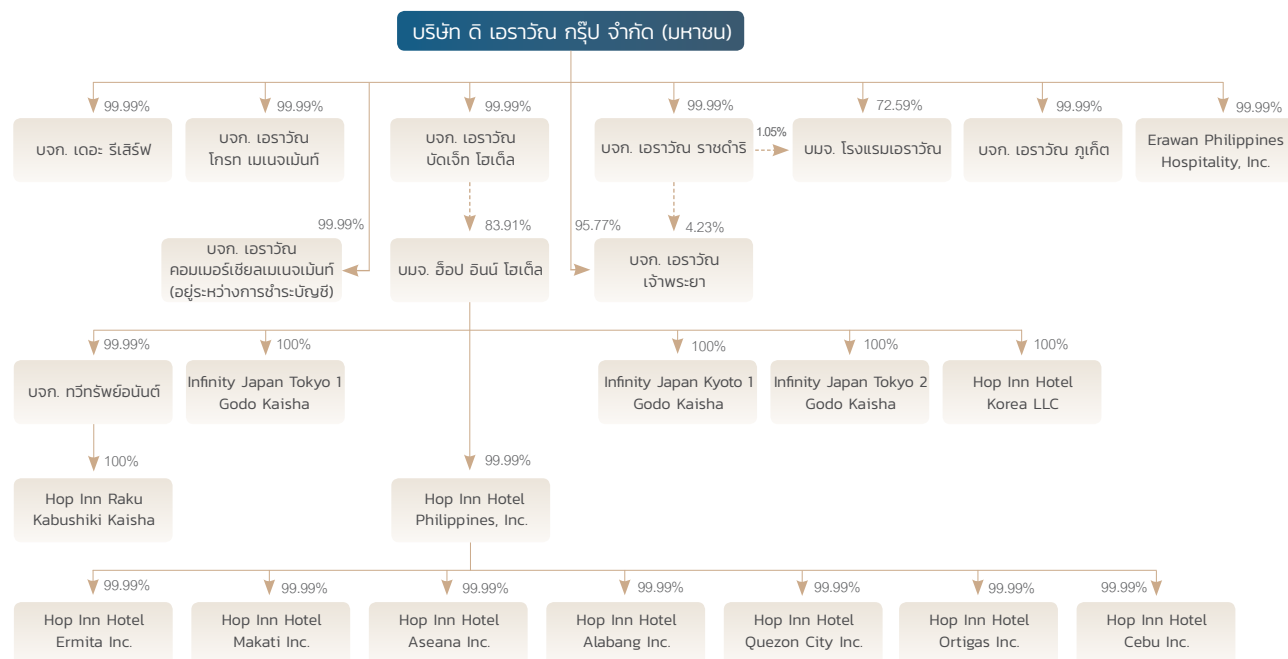 บริษัท ดิ เอราวัณ กรุ๊ป จำกัด (มหาชน)
99.99%
99.99%
99.99%
99.99%
72.59%
99.99%
99.99%
บจก. เดอะ รีเสิร์ฟ
บจก. เอราวัณ
โกรท เมเนจเม้นท์
บจก. เอราวัณ
บัดเจ็ท โฮเต็ล
บจก. เอราวัณ ราชดำริ
1.05%
บมจ. โรงแรมเอราวัณ
บจก. เอราวัณ ภูเก็ต
Erawan Philippines
Hospitality, Inc.
99.99%
83.91%
95.77%
4.23%
บจก. เอราวัณ
คอมเมอร์เชียลเมเนจเม้นท์
(อยู่ระหว่างการชำระบัญชี)
บมจ. ฮ็อป อินน์ โฮเต็ล
บจก. เอราวัณ
เจ้าพระยา
99.99%
100%
100%
100%
100%
บจก. ทวีทรัพย์อนันต์
Infinity Japan Tokyo 1
Godo Kaisha
Infinity Japan Kyoto 1
Godo Kaisha
Infinity Japan Tokyo 2
Godo Kaisha
Hop Inn Hotel
Korea LLC
100%
99.99%
Hop Inn Raku
Kabushiki Kaisha
Hop Inn Hotel
Philippines, Inc.
99.99%
99.99%
99.99%
99.99%
99.99%
99.99%
99.99%
Hop Inn Hotel
Ermita Inc.
Hop Inn Hotel
Makati Inc.
Hop Inn Hotel
Aseana Inc.
Hop Inn Hotel
Alabang Inc.
Hop Inn Hotel
Quezon City Inc.
Hop Inn Hotel
Ortigas Inc.
Hop Inn Hotel
Cebu Inc.